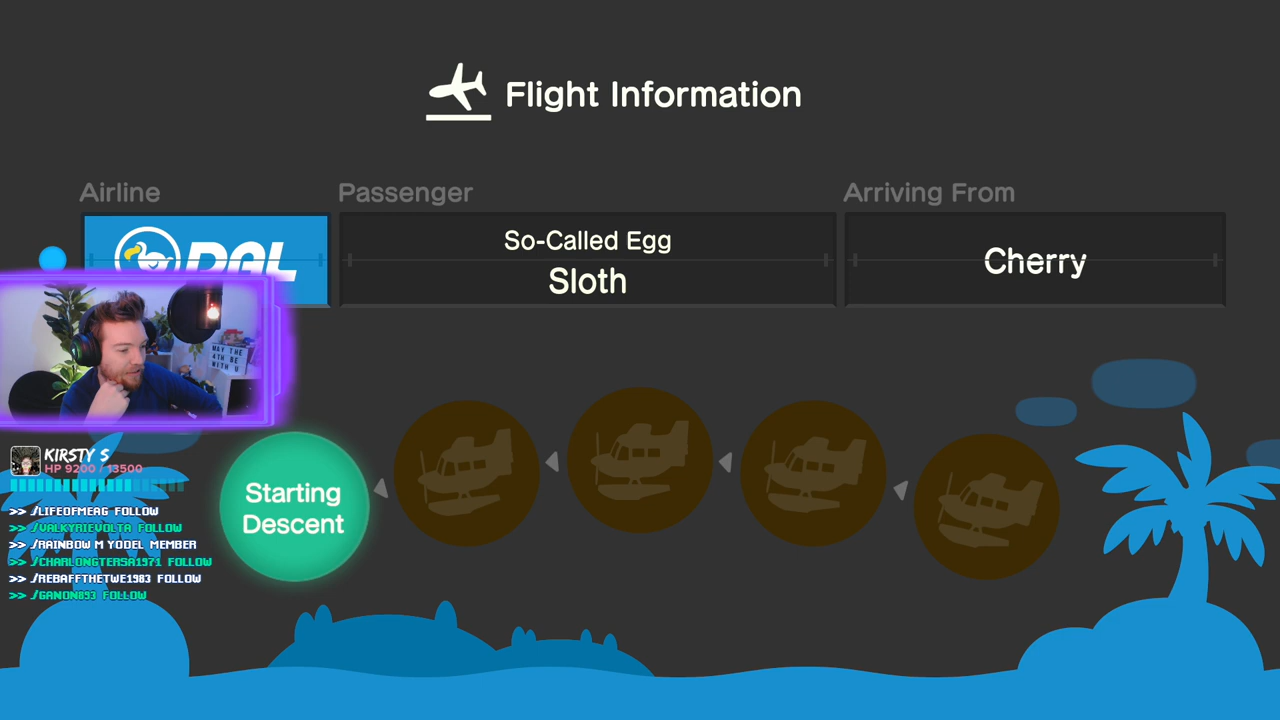 Flight Information
Airline
Passenger
Arriving From
DAL
So-Called Egg
Sloth
Cherry
MAY THE
4TH BE
WITH U
Starting
Descent
KIRSTY S
HP 9200 / 13500
>> ./LIFEOFMEAG FOLLOW
>> ./VALKYRIEVOLTA FOLLOW
>> ./RAINBOW M YODEL MEMBER
>> ./CHARLONGTERSA1971 FOLLOW
>> ./REBAFFTHETWE1983 FOLLOW
>> ./GANON893 FOLLOW